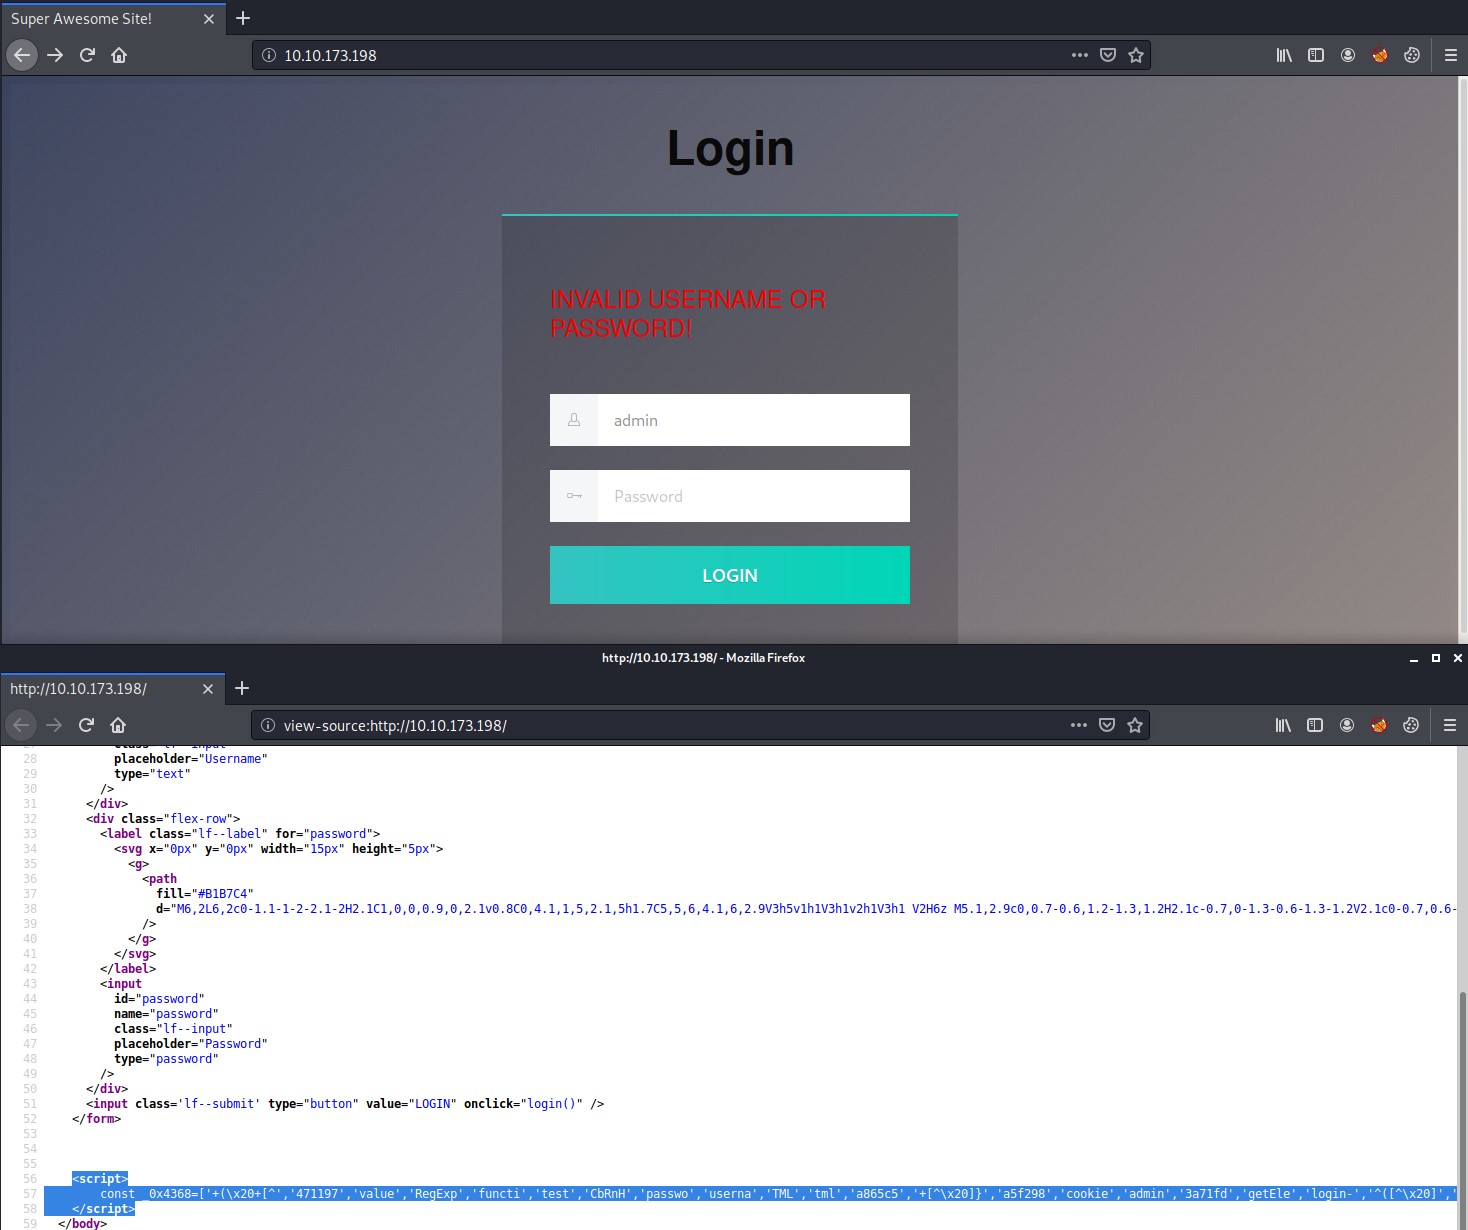 Super Awesome Site!
10.10.173.198
Login
INVALID USERNAME OR
PASSWORD!
admin
Password
LOGIN
http://10.10.173.198/ - Mozilla Firefox
http://10.10.173.198/
view-source:http://10.10.173.198/
28 placeholder="Username"
29 type="text"
30 />
31 </div>
32 <div class="flex-row">
33 <label class="lf--label" for="password">
34 <svg x="0px" y="0px" width="15px" height="5px">
35 <g>
36 <path
37 fill="#B1B7C4"
38 d="M6,2L6,2c0-1.1-1-2-2.1-2H2.1C1,0,0,0.9,0,2.1v0.8C0,4.1,1,5,2.1,5h1.7C5,5,6,4.1,6,2.9V3h5v1h1V3h1v2h1V3h1 V2H6z M5.1,2.9c0,0.7-0.6,1.2-1.3,1.2H2.1c-0.7,0-1.3-0.6-1.3-1.2V2.1c0-0.7,0.6-
39 />
40 </g>
41 </svg>
42 </label>
43 <input
44 id="password"
45 name="password"
46 class="lf--input"
47 placeholder="Password"
48 type="password"
49 />
50 </div>
51 <input class='lf--submit' type="button" value="LOGIN" onclick="login()" />
52 </form>
53
54
55
56 <script>
57 const _0x4368=['+(\x20+[^','471197','value','RegExp','functi','test','CbRnH','passwo','userna','TML','tml','a865c5','+[^\x20]}','a5f298','cookie','admin','3a71fd','getEle','login-','^([^\x20]','
58 </script>
59 </body>